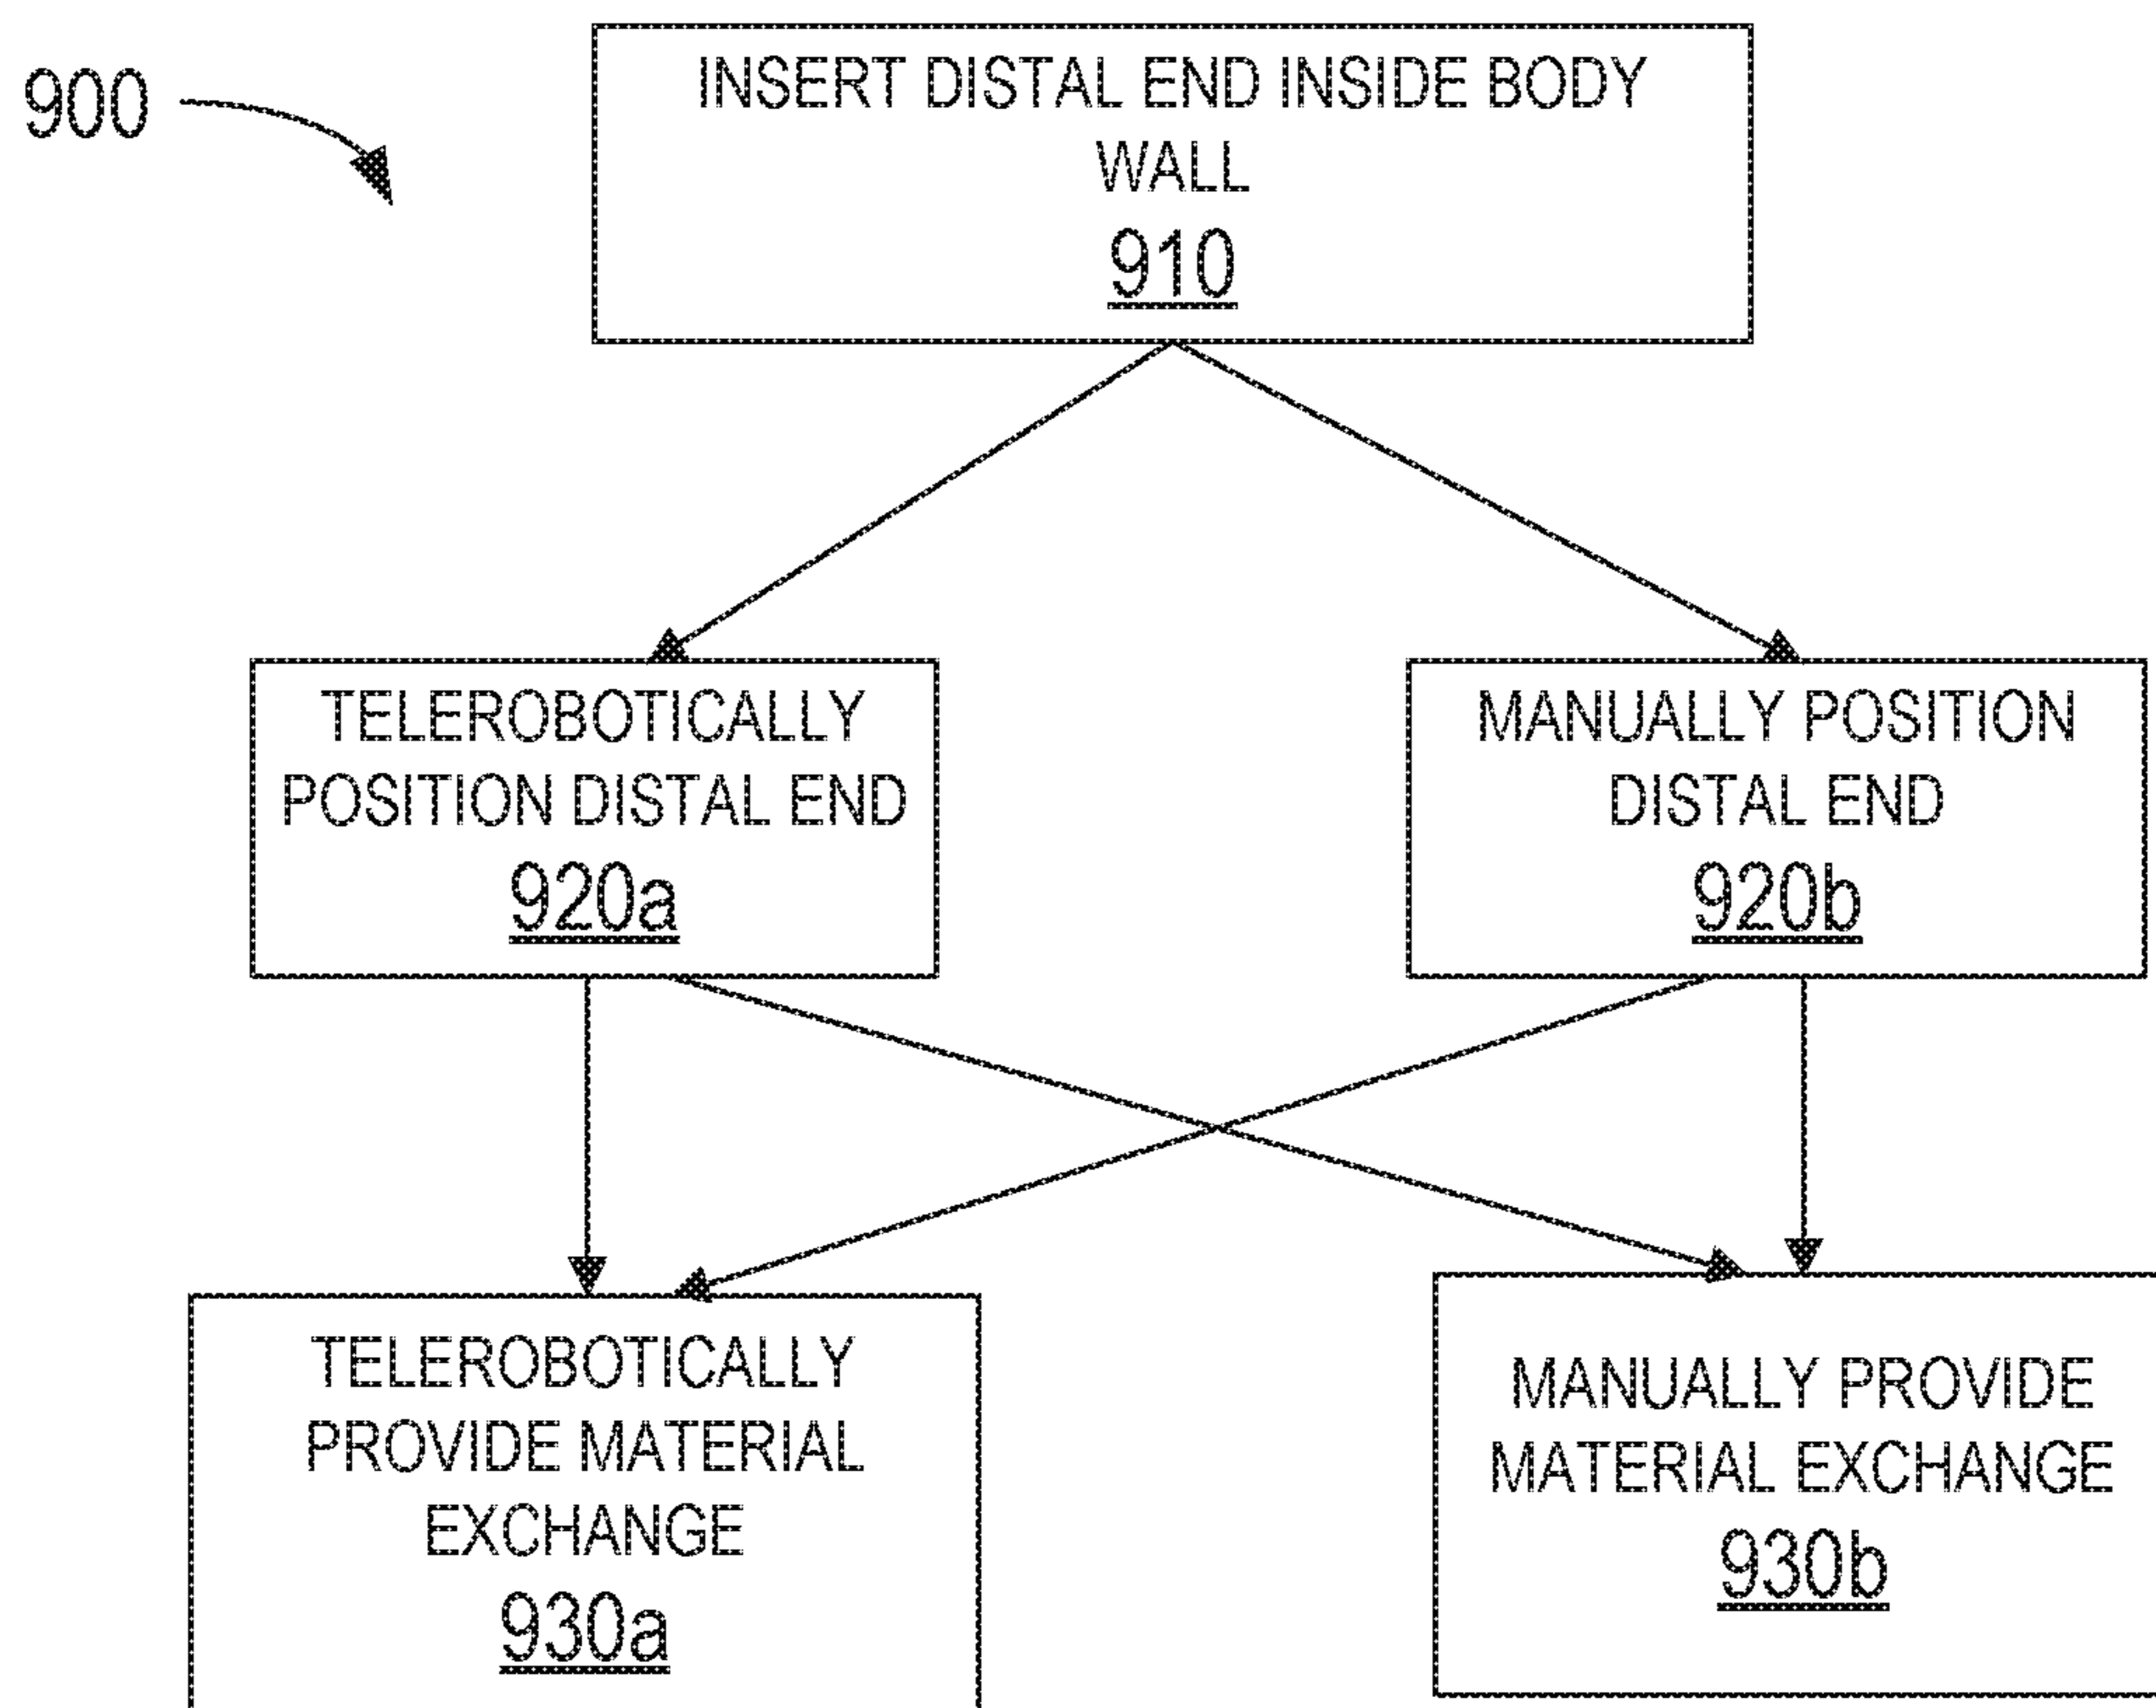 900
INSERT DISTAL END INSIDE BODY
WALL
910
TELEROBOTICALLY
POSITION DISTAL END
920a
MANUALLY POSITION
DISTAL END
920b
TELEROBOTICALLY
PROVIDE MATERIAL
EXCHANGE
930a
MANUALLY PROVIDE
MATERIAL EXCHANGE
930b